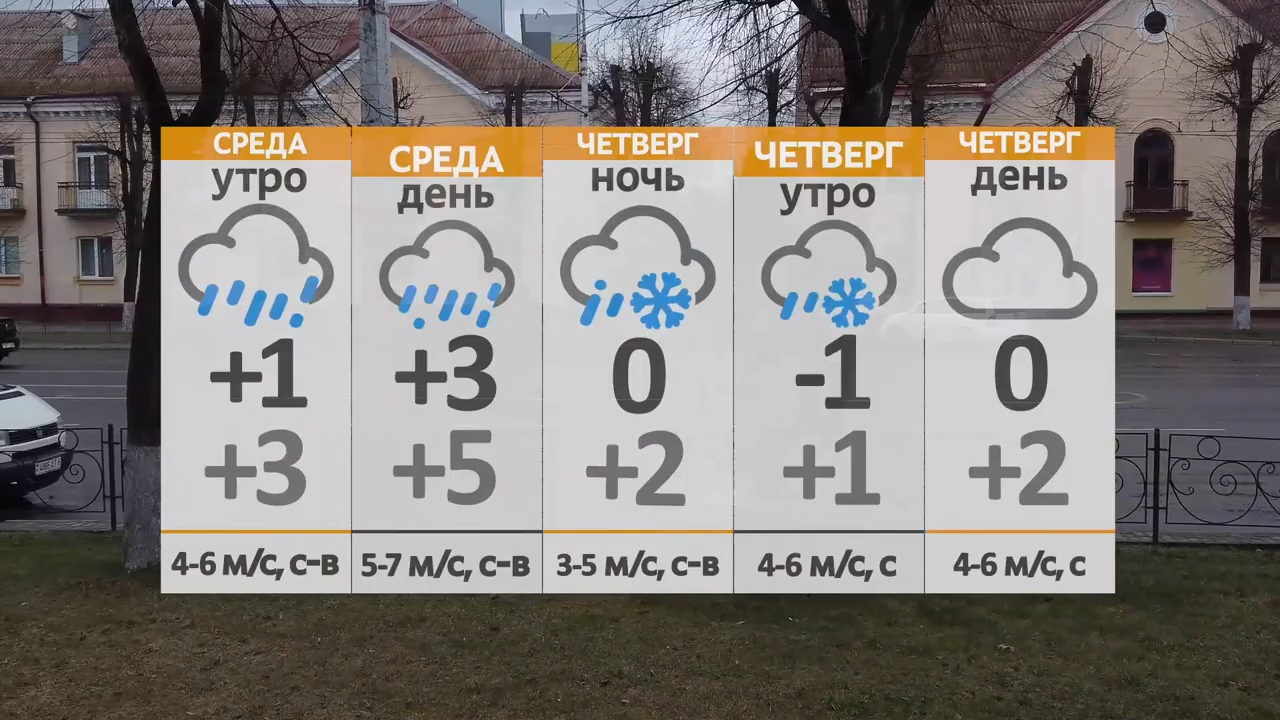 СРЕДА
утро
+1
+3
4-6 м/с, с-в
СРЕДА
день
+3
+5
5-7 м/с, с-в
ЧЕТВЕРГ
ночь
0
+2
3-5 м/с, с-в
ЧЕТВЕРГ
утро
-1
+1
4-6 м/с, с
ЧЕТВЕРГ
день
0
+2
4-6 м/с, с